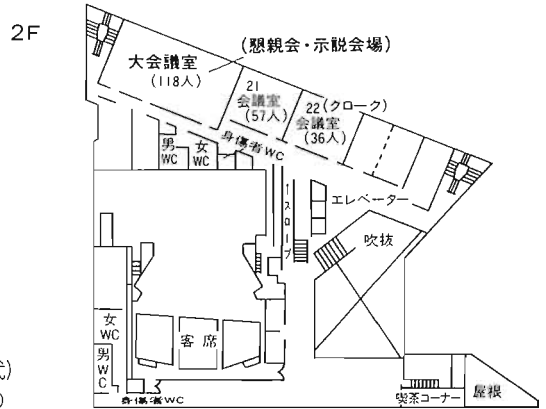 2F
(懇親会・示説会場)
大会議室
(118人)
21
会議室
(57人)
22(クローク)
会議室
(36人)
男
WC
女
WC
身傷者WC
エレベーター
スロープ
吹抜
客席
女
WC
男
WC
身傷者WC
喫茶コーナー
屋根